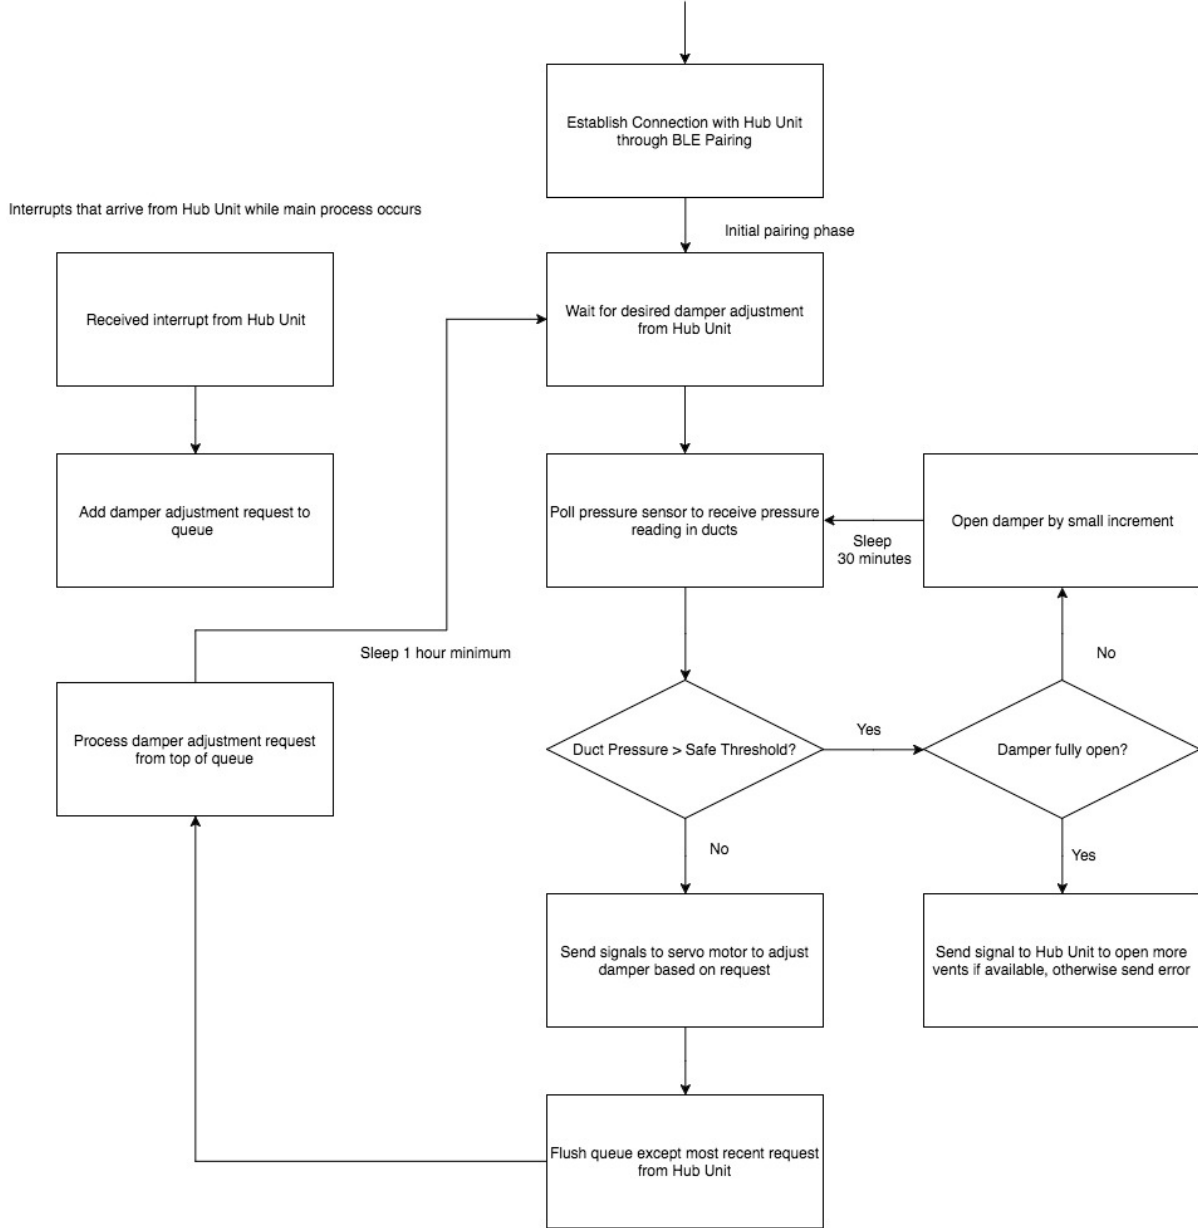 Establish Connection with Hub Unit
through BLE Pairing
Interrupts that arrive from Hub Unit while main process occurs
Initial pairing phase
Received interrupt from Hub Unit
Wait for desired damper adjustment
from Hub Unit
Add damper adjustment request to
queue
Poll pressure sensor to receive pressure
reading in ducts
Sleep
30 minutes
Open damper by small increment
Sleep 1 hour minimum
No
Process damper adjustment request
from top of queue
Duct Pressure > Safe Threshold?
Yes
Damper fully open?
No
Yes
Send signals to servo motor to adjust
damper based on request
Send signal to Hub Unit to open more
vents if available, otherwise send error
Flush queue except most recent request
from Hub Unit